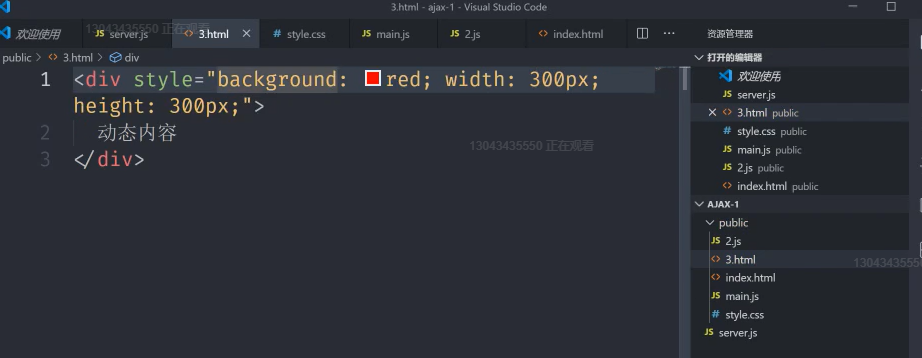 3.html - ajax-1 - Visual Studio Code
欢迎使用 JS server.js <> 3.html # style.css JS main.js JS 2.js <> index.html
13043435550 正在观看
public > <> 3.html > div
1 <div style="background: red; width: 300px;
height: 300px;">
2 动态内容
3 </div>
13043435550 正在观看
资源管理器
打开的编辑器
欢迎使用
JS server.js
<> 3.html public
# style.css public
JS main.js public
JS 2.js public
<> index.html public
AJAX-1
public
JS 2.js
<> 3.html
13043435550
<> index.html
JS main.js
# style.css
JS server.js